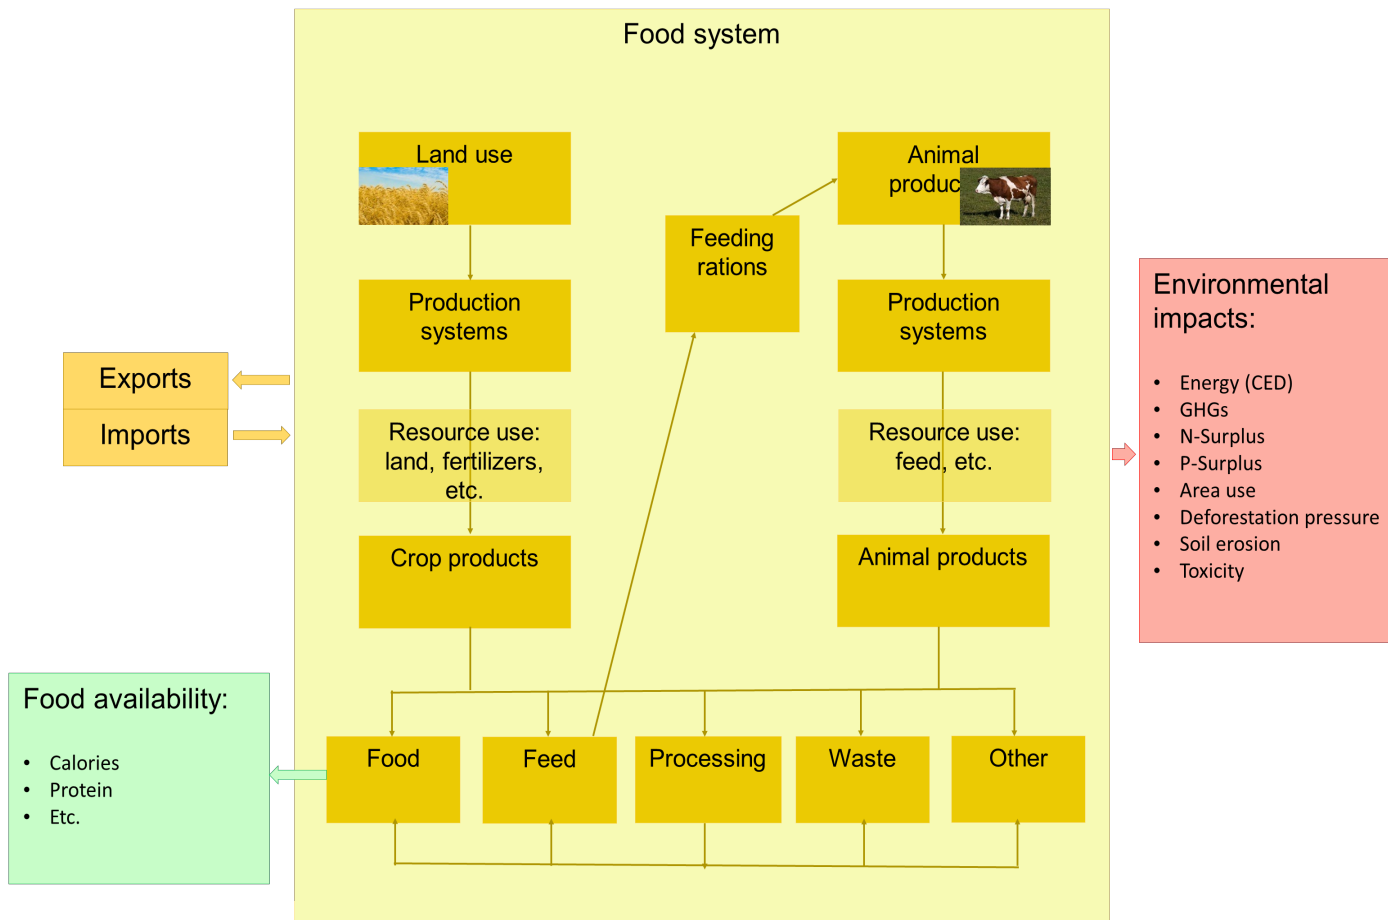 Food system
Land use
Animal
produc
Feeding
rations
Production
systems
Production
systems
Environmental
impacts:
• Energy (CED)
• GHGs
• N-Surplus
• P-Surplus
• Area use
• Deforestation pressure
• Soil erosion
• Toxicity
Exports
Imports
Resource use:
land, fertilizers,
etc.
Resource use:
feed, etc.
Crop products
Animal products
Food availability:
• Calories
• Protein
• Etc.
Food
Feed
Processing
Waste
Other